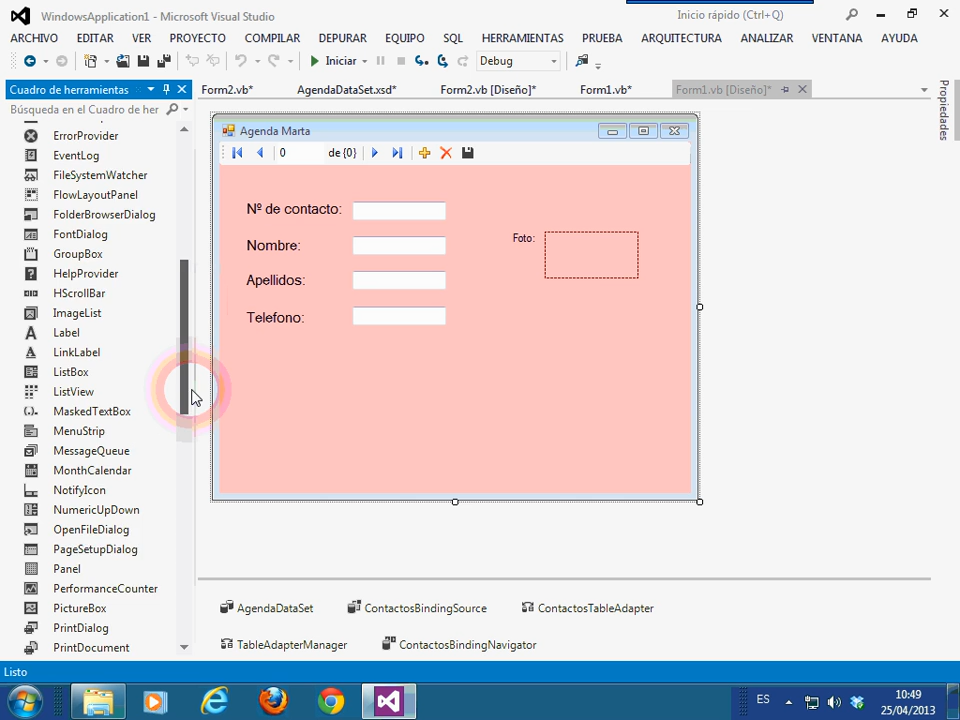 WindowsApplication1 - Microsoft Visual Studio
Inicio rápido (Ctrl+Q)
ARCHIVO EDITAR VER PROYECTO COMPILAR DEPURAR EQUIPO SQL HERRAMIENTAS PRUEBA ARQUITECTURA ANALIZAR VENTANA AYUDA
Iniciar Debug
Cuadro de herramientas
Form2.vb* AgendaDataSet.xsd* Form2.vb [Diseño]* Form1.vb* Form1.vb [Diseño]*
Búsqueda en el Cuadro de her
Propiedades
ErrorProvider
EventLog
FileSystemWatcher
FlowLayoutPanel
FolderBrowserDialog
FontDialog
GroupBox
HelpProvider
HScrollBar
ImageList
Label
LinkLabel
ListBox
ListView
MaskedTextBox
MenuStrip
MessageQueue
MonthCalendar
NotifyIcon
NumericUpDown
OpenFileDialog
PageSetupDialog
Panel
PerformanceCounter
PictureBox
PrintDialog
PrintDocument
Agenda Marta
0 de {0}
Nº de contacto:
Nombre:
Foto:
Apellidos:
Telefono:
AgendaDataSet ContactosBindingSource ContactosTableAdapter
TableAdapterManager ContactosBindingNavigator
Listo
ES
10:49
25/04/2013